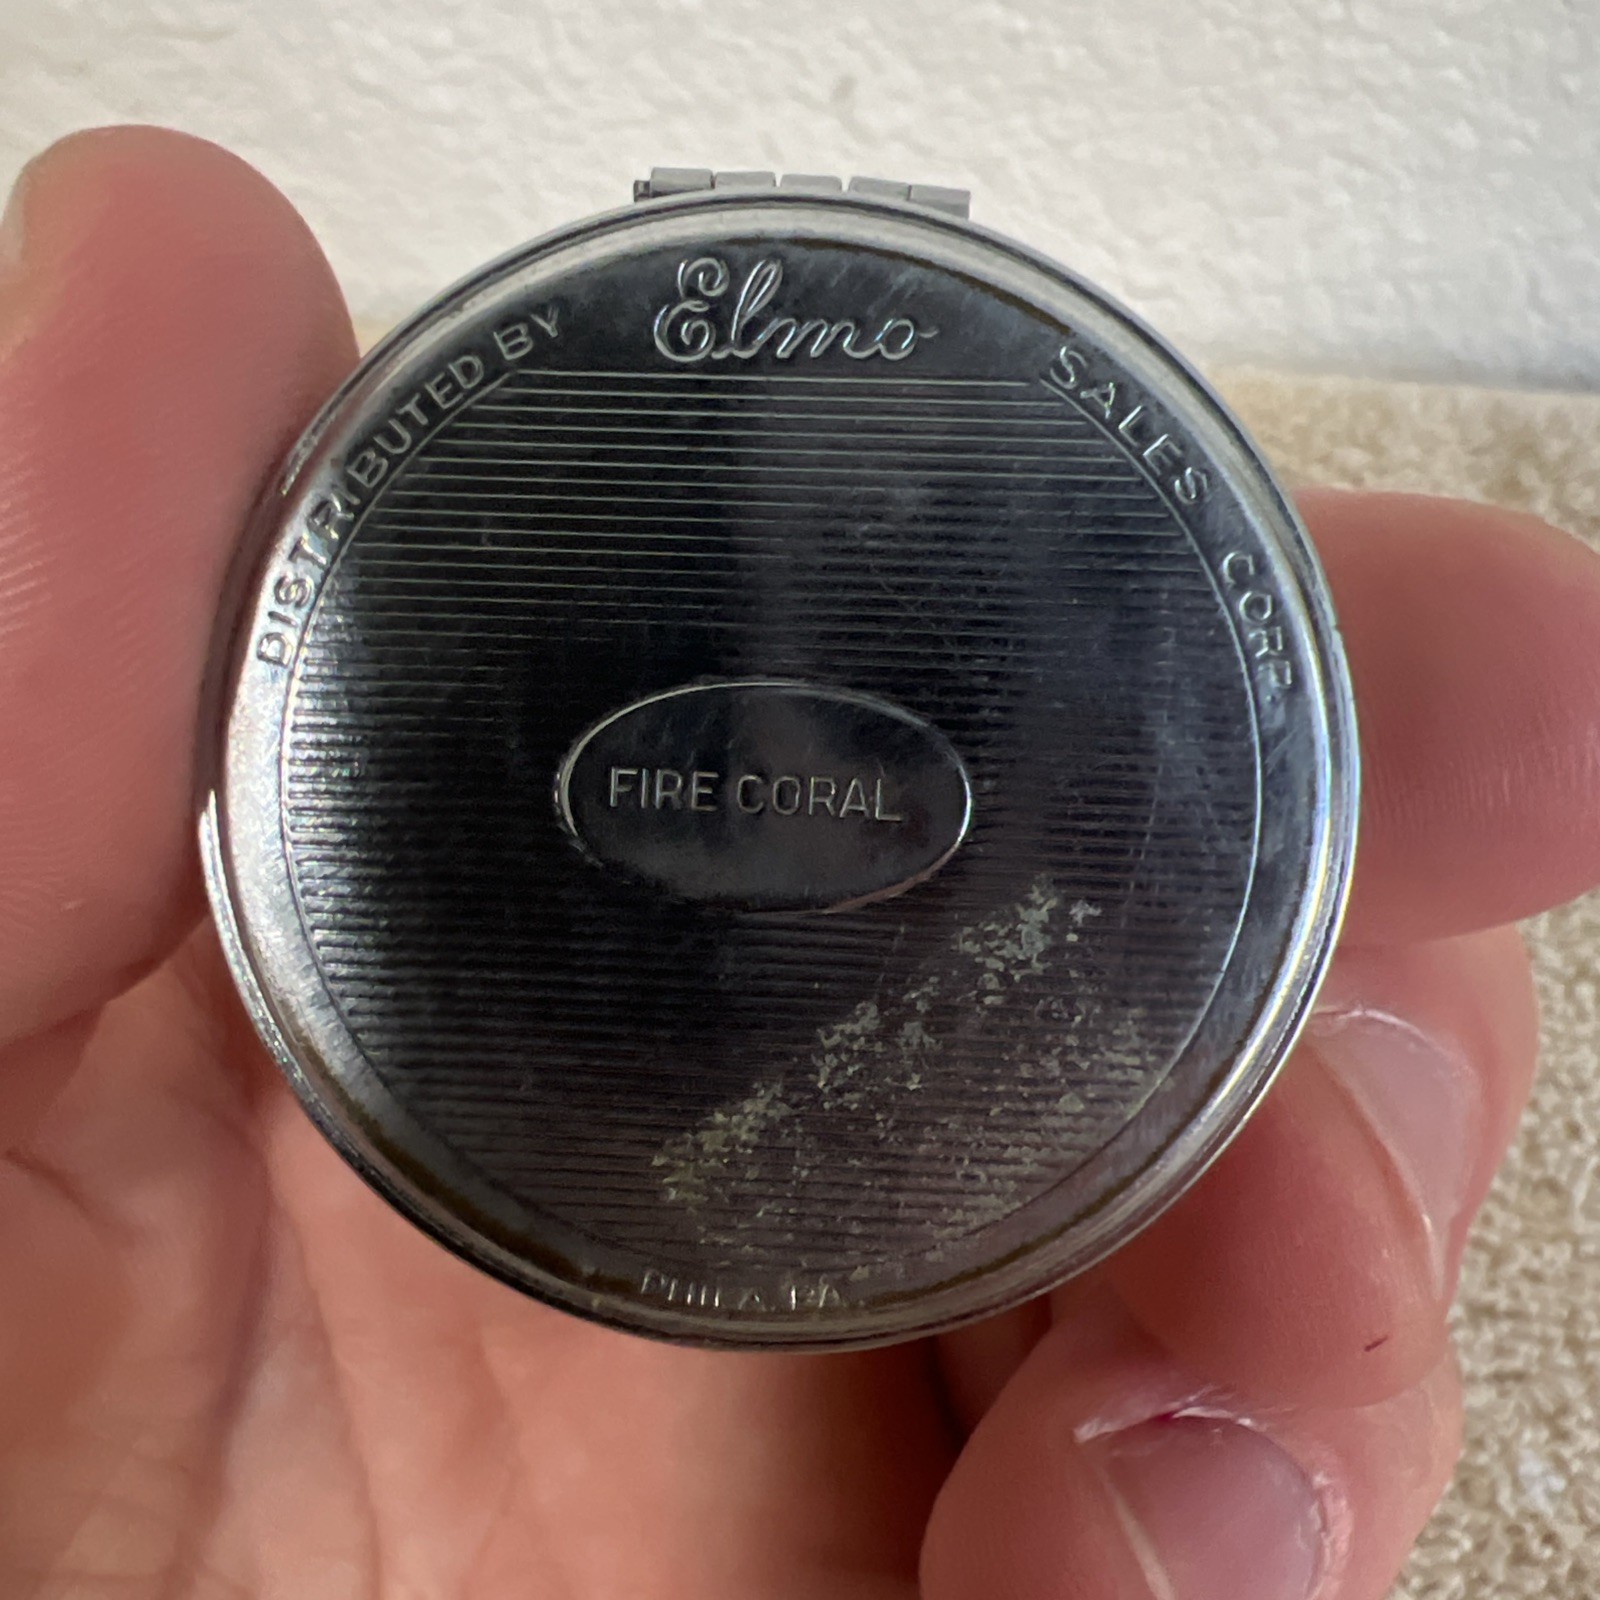 DISTRIBUTED BY Elmo SALES CORP.
FIRE CORAL
PHILA. PA.